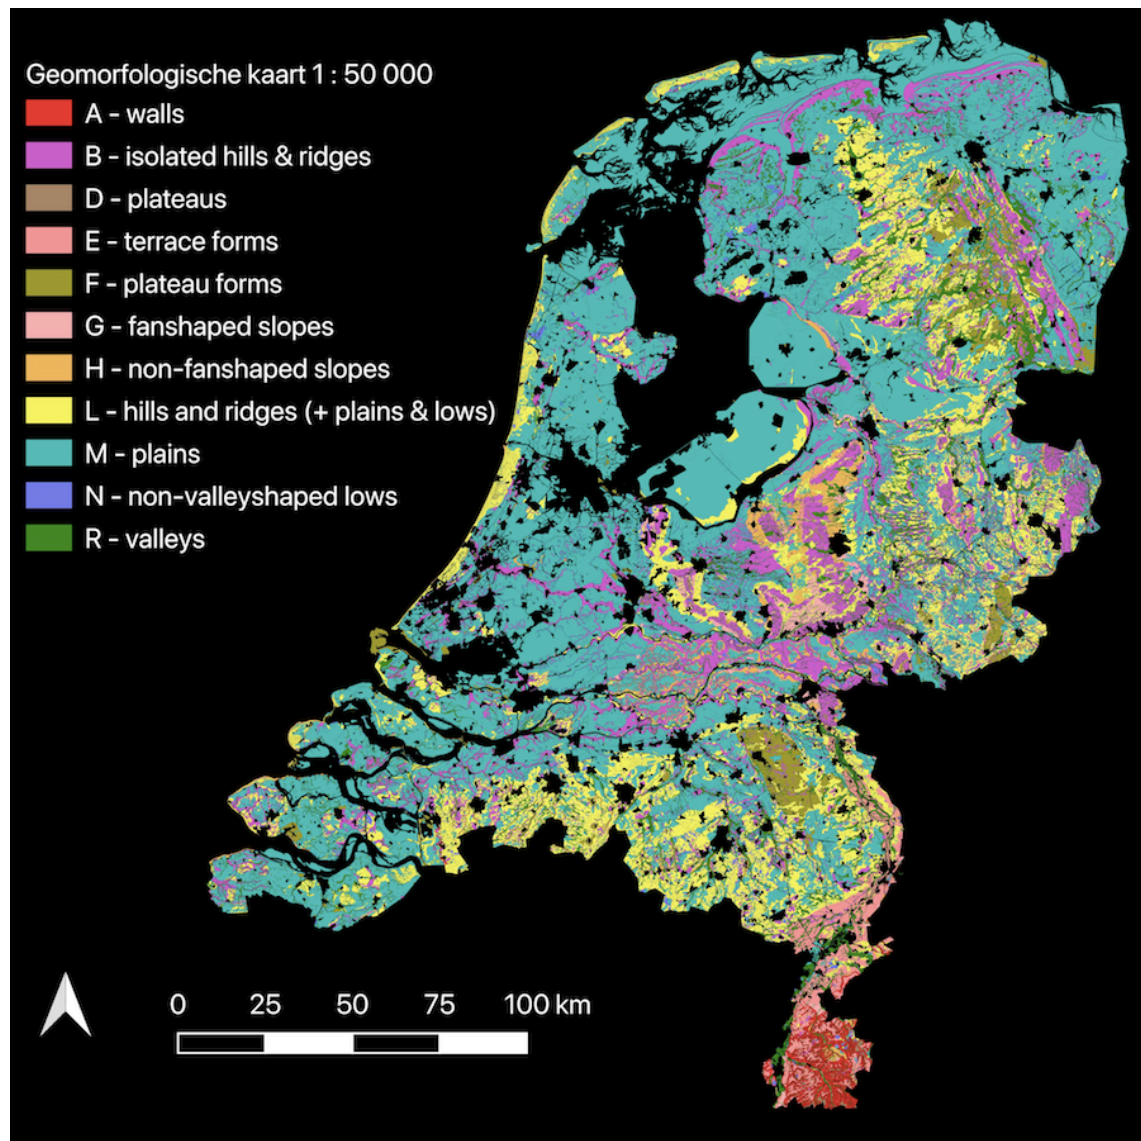 Geomorfologische kaart 1 : 50 000
A - walls
B - isolated hills & ridges
D - plateaus
E - terrace forms
F - plateau forms
G - fanshaped slopes
H - non-fanshaped slopes
L - hills and ridges (+ plains & lows)
M - plains
N - non-valleyshaped lows
R - valleys
0 25 50 75 100 km